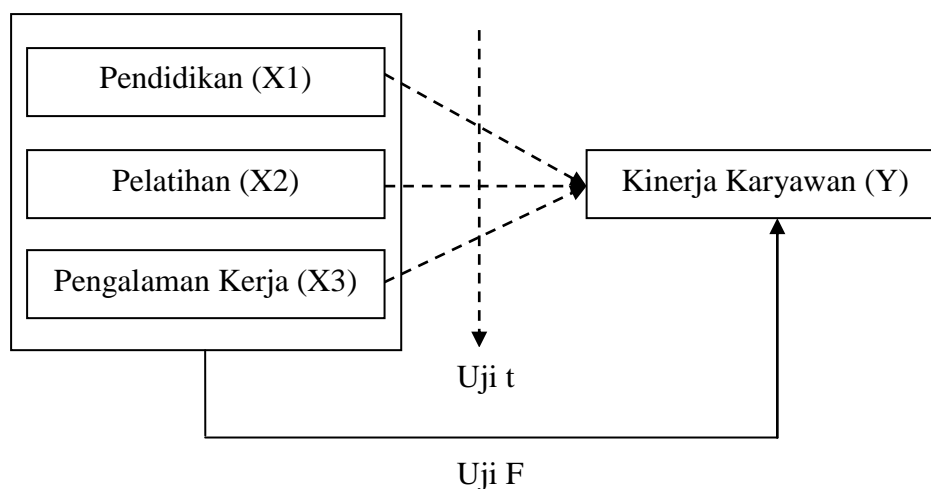 Pendidikan (X1)
Pelatihan (X2)
Kinerja Karyawan (Y)
Pengalaman Kerja (X3)
Uji t
Uji F